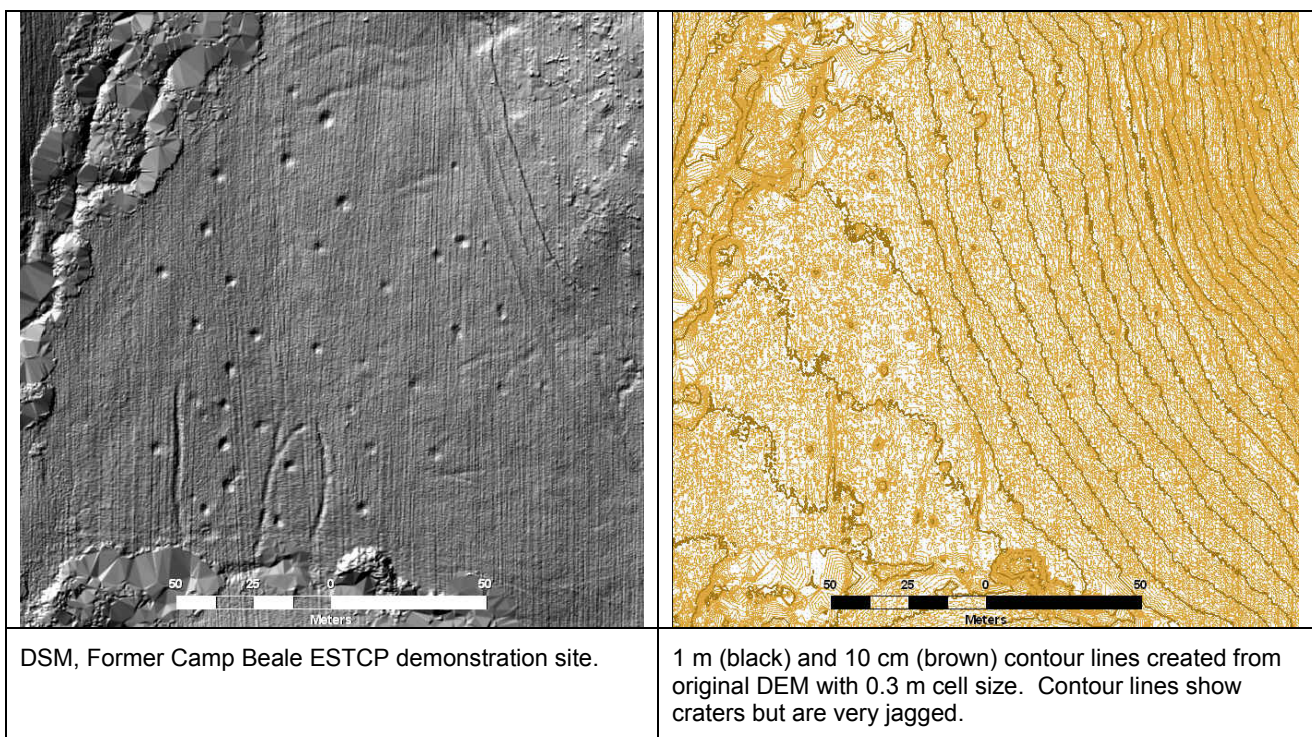 50 25 0 50
Meters
50 25 0 50
Meters
DSM, Former Camp Beale ESTCP demonstration site.
1 m (black) and 10 cm (brown) contour lines created from
original DEM with 0.3 m cell size. Contour lines show
craters but are very jagged.